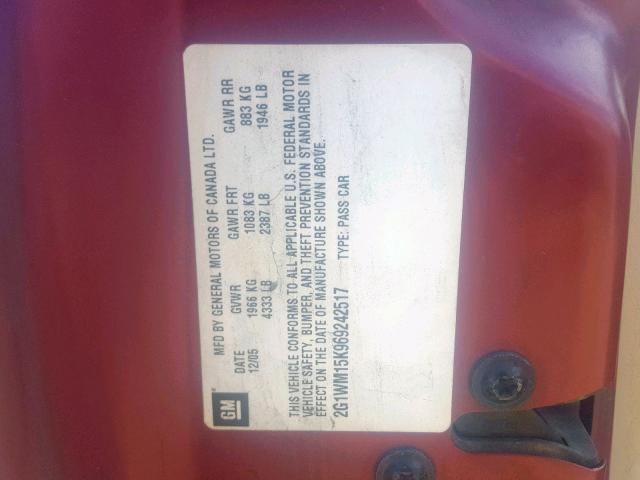 GM
MFD BY GENERAL MOTORS OF CANADA LTD.
DATE GVWR GAWR FRT GAWR RR
12/05 1966 KG 1083 KG 883 KG
4333 LB 2387 LB 1946 LB
THIS VEHICLE CONFORMS TO ALL APPLICABLE U.S. FEDERAL MOTOR
VEHICLE SAFETY, BUMPER, AND THEFT PREVENTION STANDARDS IN
EFFECT ON THE DATE OF MANUFACTURE SHOWN ABOVE.
2G1WM15K969242517 TYPE: PASS CAR